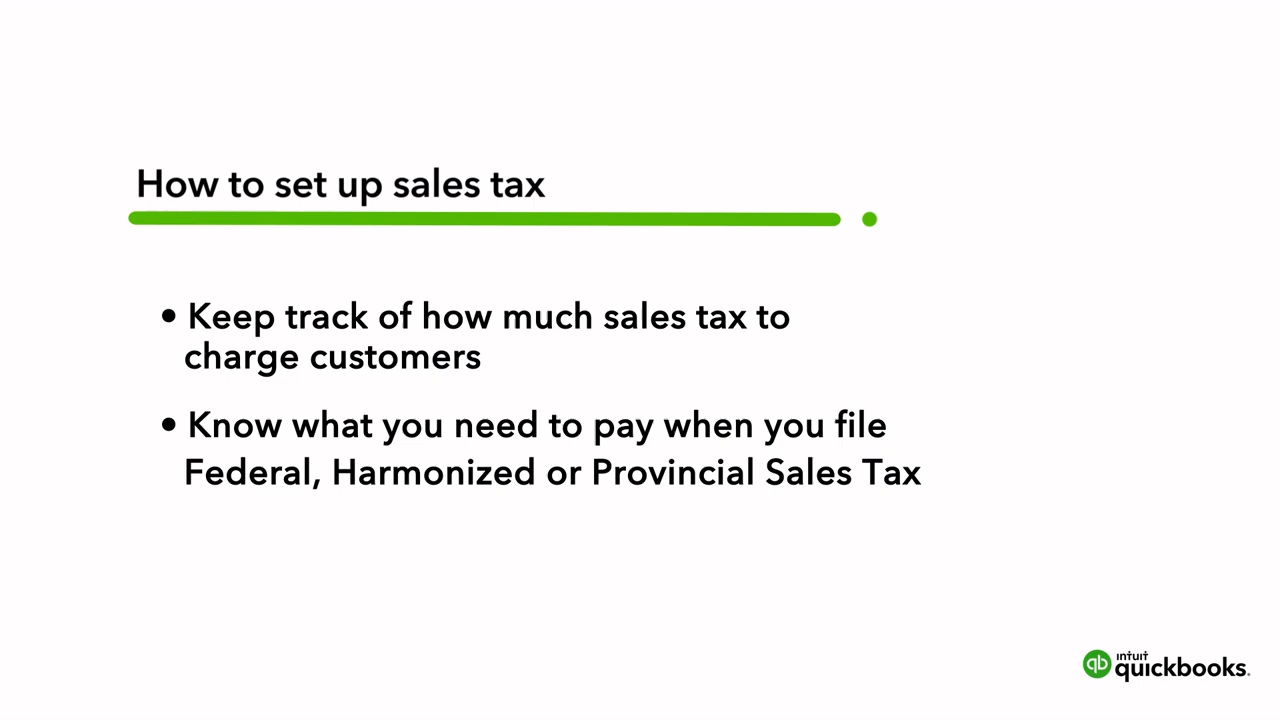 How to set up sales tax
• Keep track of how much sales tax to
charge customers
• Know what you need to pay when you file
Federal, Harmonized or Provincial Sales Tax
qb intuit
quickbooks.